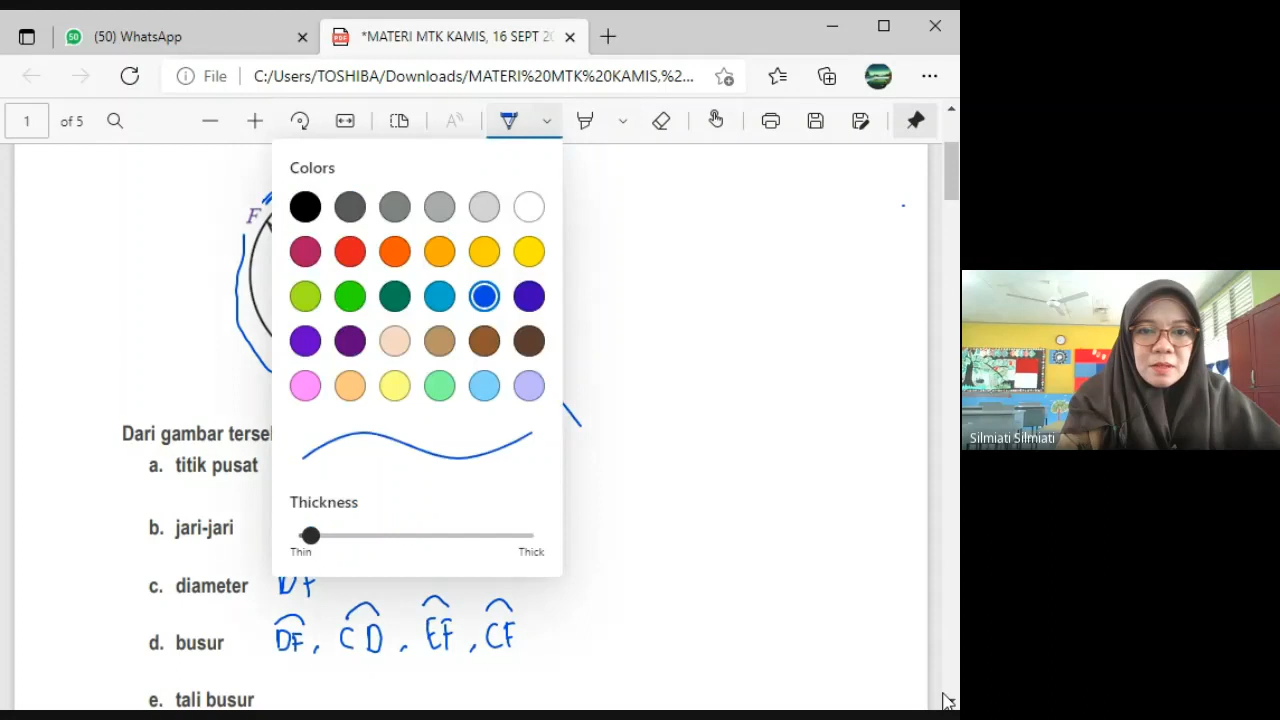 (50) WhatsApp
*MATERI MTK KAMIS, 16 SEPT 20
File
C:/Users/TOSHIBA/Downloads/MATERI%20MTK%20KAMIS,%2...
1 of 5
Colors
F
Dari gambar terse
a. titik pusat
b. jari-jari
Thickness
Thin Thick
c. diameter DF
d. busur DF, CD, EF, CF
e. tali busur
Silmiati Silmiati